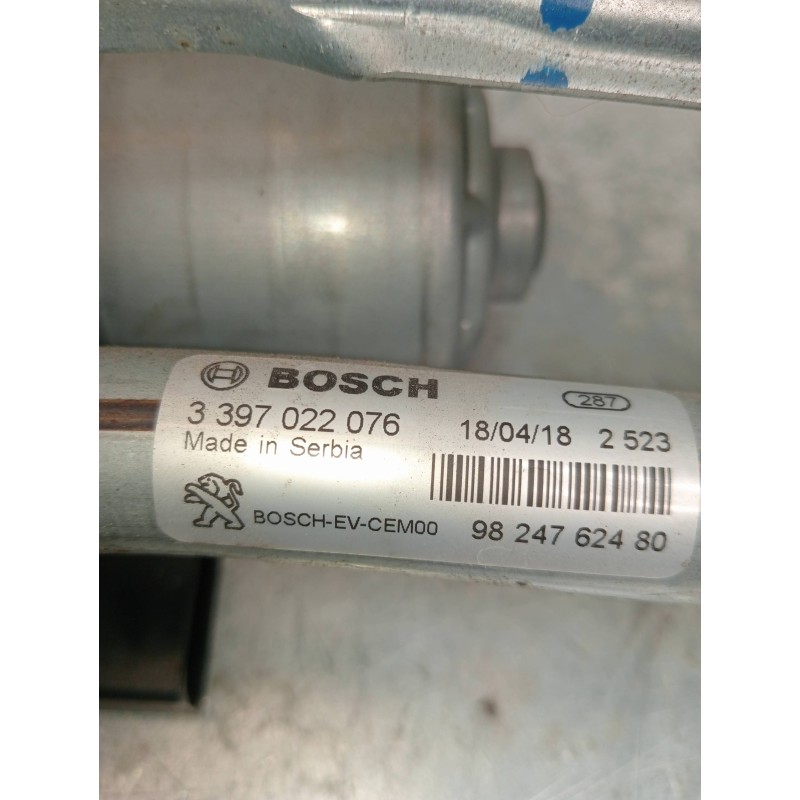 BOSCH 287
3 397 022 076 18/04/18 2 523
Made in Serbia
BOSCH-EV-CEM00 98 247 624 80